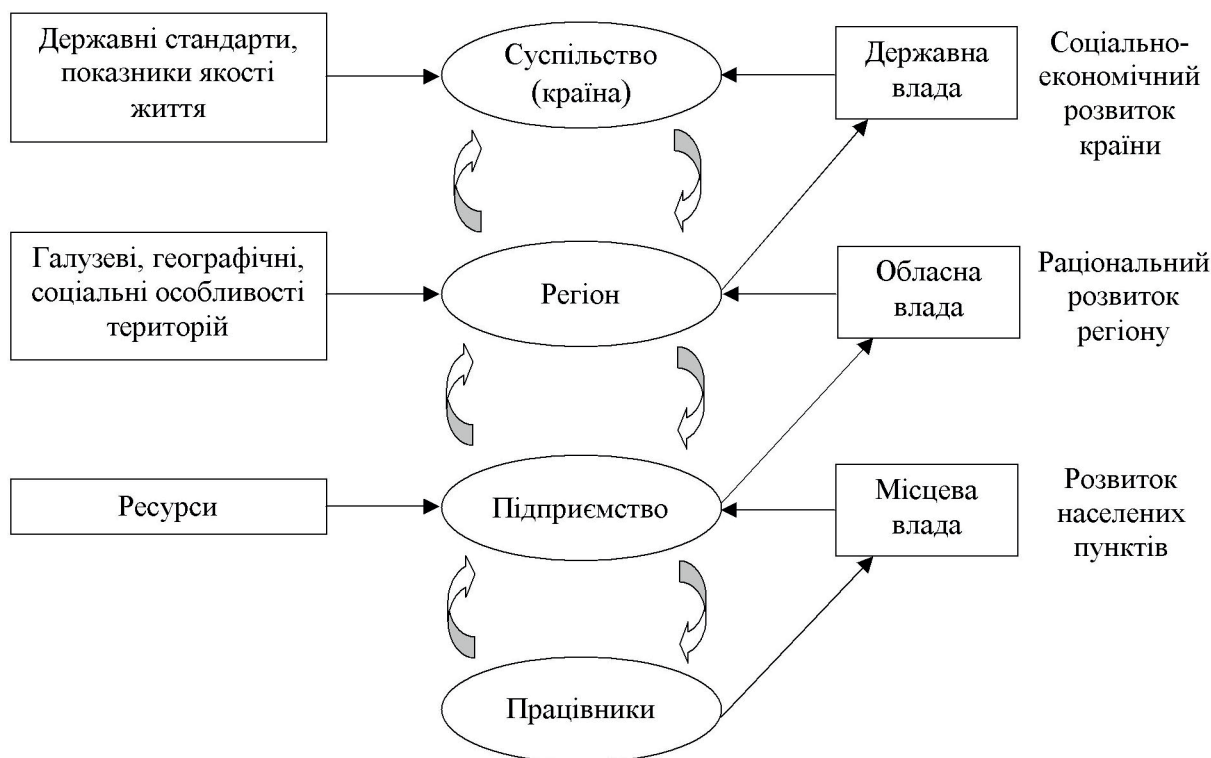 Державні стандарти,
показники якості
життя
Суспільство
(країна)
Державна
влада
Соціально-
економічний
розвиток
країни
Галузеві, географічні,
соціальні особливості
територій
Регіон
Обласна
влада
Раціональний
розвиток
регіону
Ресурси
Підприємство
Місцева
влада
Розвиток
населених
пунктів
Працівники